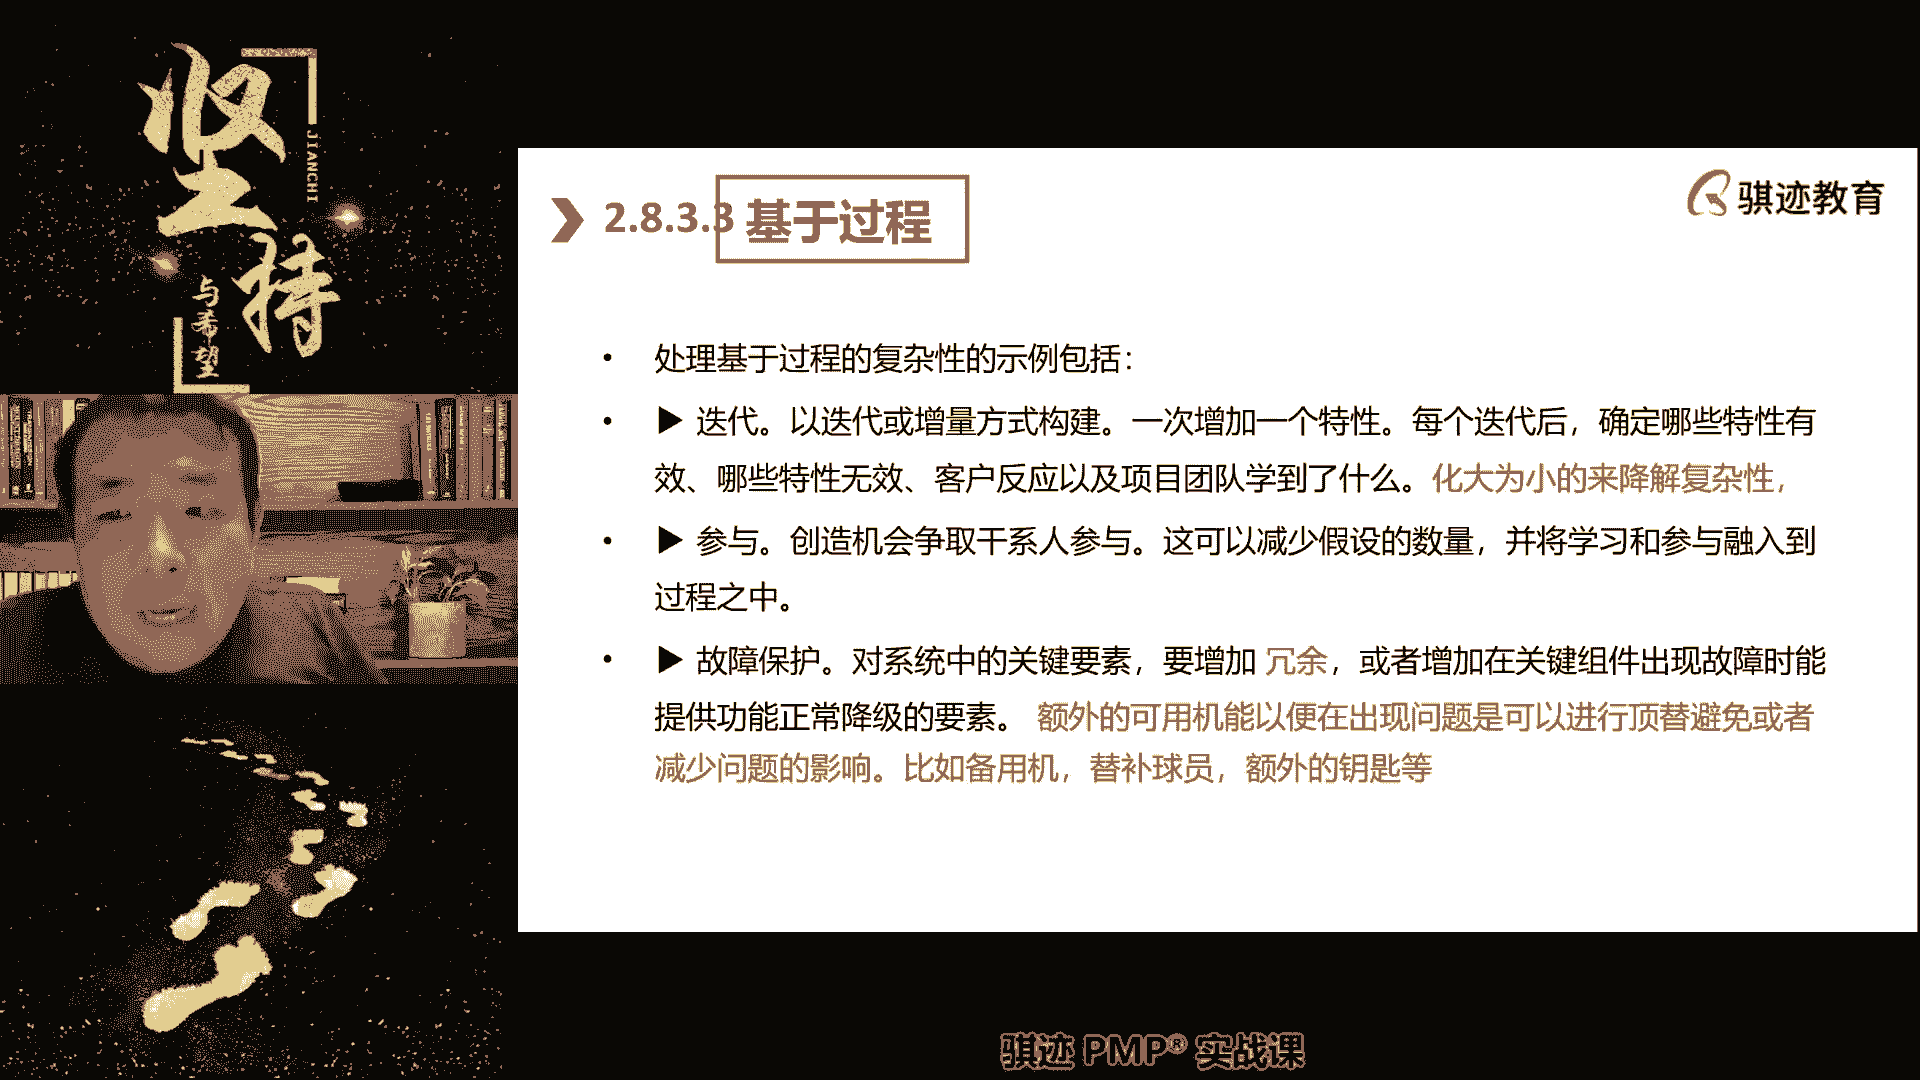 坚持
JIANCHI
与希望
2.8.3.3 基于过程
骐迹教育
• 处理基于过程的复杂性的示例包括：
• ▶ 迭代。以迭代或增量方式构建。一次增加一个特性。每个迭代后，确定哪些特性有
效、哪些特性无效、客户反应以及项目团队学到了什么。化大为小的来降解复杂性，
• ▶ 参与。创造机会争取干系人参与。这可以减少假设的数量，并将学习和参与融入到
过程之中。
• ▶ 故障保护。对系统中的关键要素，要增加 冗余，或者增加在关键组件出现故障时能
提供功能正常降级的要素。 额外的可用机能以便在出现问题是可以进行顶替避免或者
减少问题的影响。比如备用机，替补球员，额外的钥匙等
骐迹 PMP® 实战课